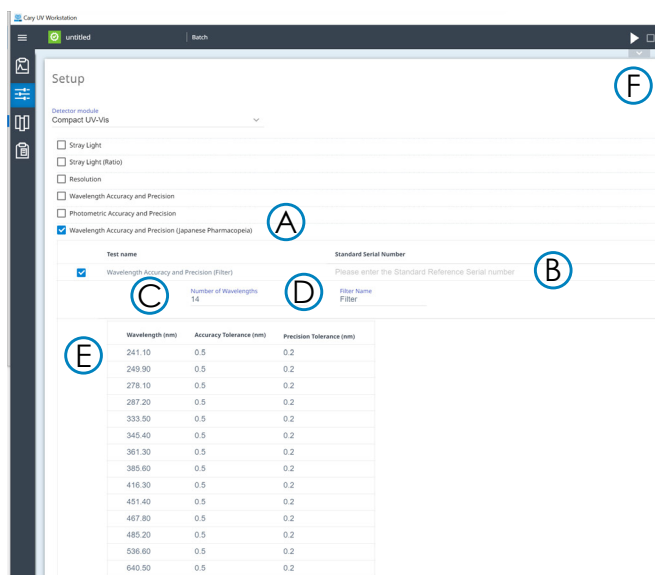 Cary UV Workstation
untitled Batch
F
Setup
Detector module
Compact UV-Vis
Stray Light
Stray Light (Ratio)
Resolution
Wavelength Accuracy and Precision
Photometric Accuracy and Precision
A
Wavelength Accuracy and Precision (Japanese Pharmacopeia)
Test name Standard Serial Number
Wavelength Accuracy and Precision (Filter) Please enter the Standard Reference Serial number B
C Number of Wavelengths D Filter Name
14 Filter
Wavelength (nm) Accuracy Tolerance (nm) Precision Tolerance (nm)
E
241.10 0.5 0.2
249.90 0.5 0.2
278.10 0.5 0.2
287.20 0.5 0.2
333.50 0.5 0.2
345.40 0.5 0.2
361.30 0.5 0.2
385.60 0.5 0.2
416.30 0.5 0.2
451.40 0.5 0.2
467.80 0.5 0.2
485.20 0.5 0.2
536.60 0.5 0.2
640.50 0.5 0.2